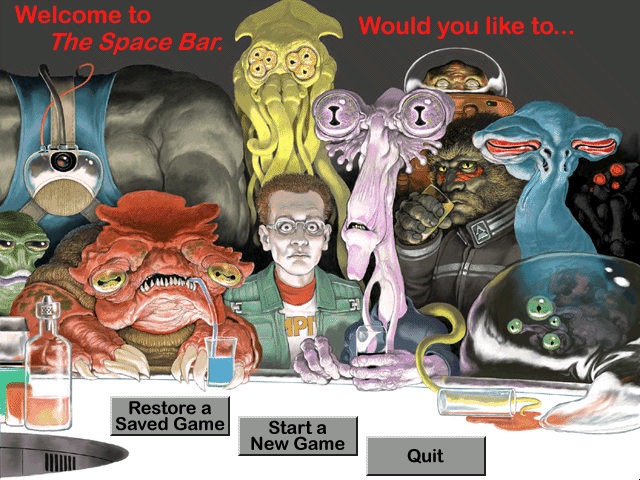 Welcome to
The Space Bar.
Would you like to...
Restore a
Saved Game
Start a
New Game
Quit